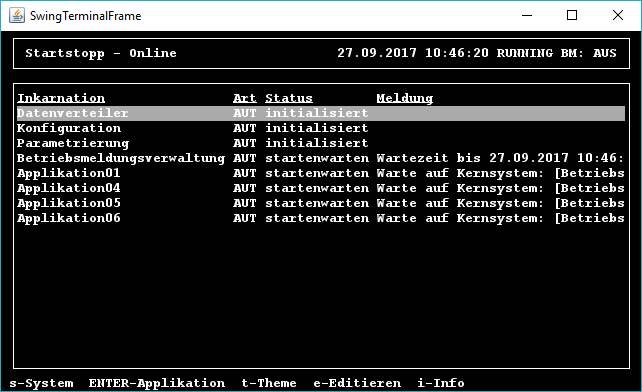 SwingTerminalFrame
Startstopp - Online 27.09.2017 10:46:20 RUNNING BM: AUS
Inkarnation Art Status Meldung
Datenverteiler AUT initialisiert
Konfiguration AUT initialisiert
Parametrierung AUT initialisiert
Betriebsmeldungsverwaltung AUT startenwarten Wartezeit bis 27.09.2017 10:46:
Applikation01 AUT startenwarten Warte auf Kernsystem: [Betriebs
Applikation04 AUT startenwarten Warte auf Kernsystem: [Betriebs
Applikation05 AUT startenwarten Warte auf Kernsystem: [Betriebs
Applikation06 AUT startenwarten Warte auf Kernsystem: [Betriebs
s-System ENTER-Applikation t-Theme e-Editieren i-Info